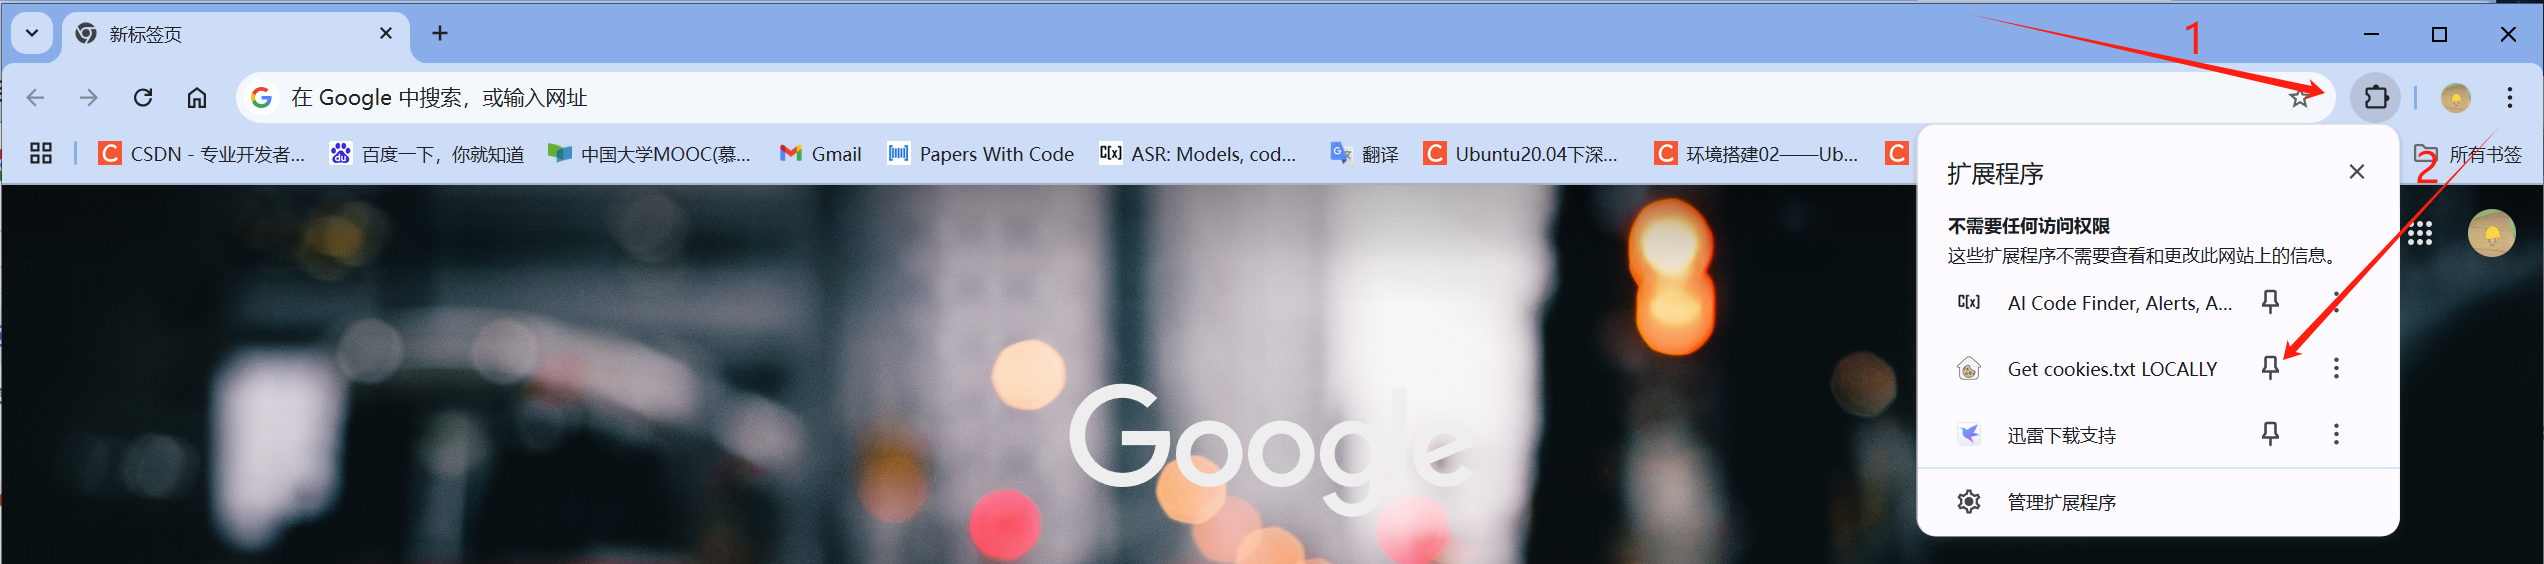 新标签页
1
在 Google 中搜索，或输入网址
CSDN - 专业开发者...
百度一下，你就知道
中国大学MOOC(慕...
Gmail
Papers With Code
C[x]
ASR: Models, cod...
翻译
Ubuntu20.04下深...
环境搭建02——Ub...
所有书签
2
扩展程序
不需要任何访问权限
这些扩展程序不需要查看和更改此网站上的信息。
C[x]
AI Code Finder, Alerts, A...
Get cookies.txt LOCALLY
迅雷下载支持
管理扩展程序
Google